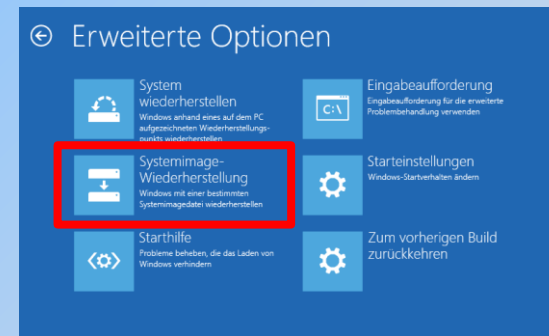 Erweiterte Optionen
System
wiederherstellen
Windows anhand eines auf dem PC
aufgezeichneten Wiederherstellungs-
punkts wiederherstellen
Systemimage-
Wiederherstellung
Windows mit einer bestimmten
Systemimagedatei wiederherstellen
Starthilfe
Probleme beheben, die das Laden von
Windows verhindern
C:\
Eingabeaufforderung
Eingabeaufforderung für die erweiterte
Problembehandlung verwenden
Starteinstellungen
Windows-Startverhalten ändern
Zum vorherigen Build
zurückkehren